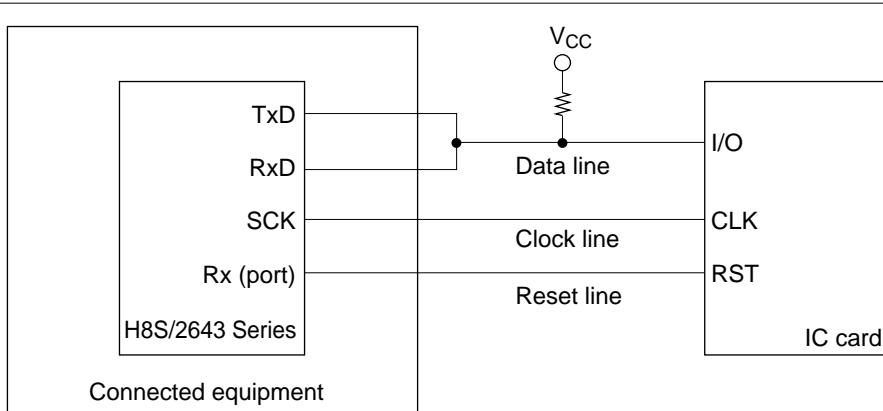 VCC
TxD
I/O
RxD
Data line
SCK
CLK
Clock line
Rx (port)
RST
Reset line
H8S/2643 Series
IC card
Connected equipment